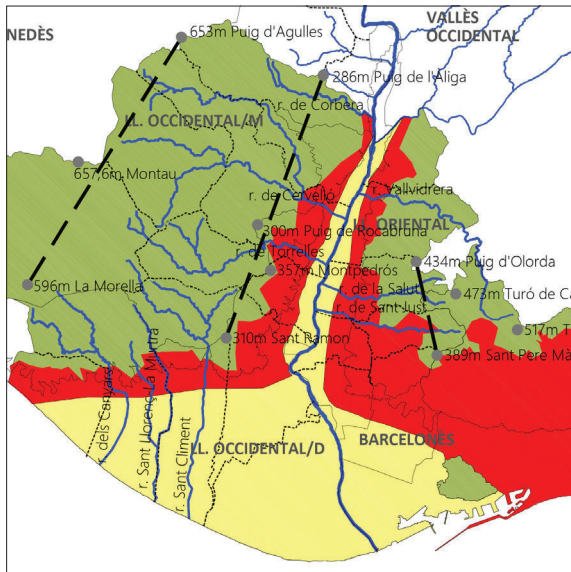 VALLÈS
OCCIDENTAL
NEDÈS
653m Puig d'Agulles
286m Puig de l'Aliga
r. de Corbera
LL. OCCIDENTAL/M
657,6m Montau
r. Vallvidrera
r. de Cervelló
LL. ORIENTAL
300m Puig de Rocabruna
r. de Torrelles
357m Montpedrós
434m Puig d'Olorda
596m La Morella
r. de la Salut
473m Turó de Ca
r. de Sant Just
517m T
310m Sant Ramon
389m Sant Pere Mà
r. dels Canyars
r. Sant Llorenç-La
r. Sant Climent
LL. OCCIDENTAL/D
BARCELONÈS